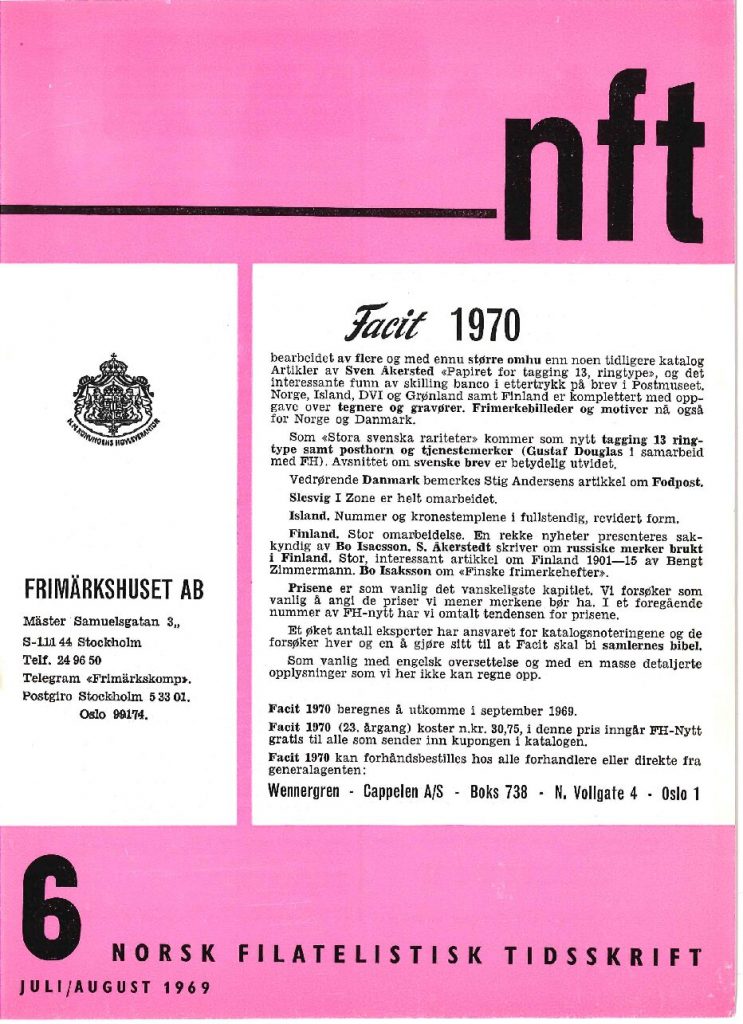 nft
K.M. KONUNGENS HOVLEVERANTÖR
FRIMÄRKSHUSET AB
Mäster Samuelsgatan 3,,
S-111 44 Stockholm
Telf. 24 96 50
Telegram «Frimärkskomp».
Postgiro Stockholm 5 33 01.
Oslo 99174.
Facit 1970
bearbeidet av flere og med ennu større omhu enn noen tidligere katalog
Artikler av Sven Åkersted «Papiret for tagging 13, ringtype», og det
interessante funn av skilling banco i ettertrykk på brev i Postmuseet.
Norge, Island, DVI og Grønland samt Finland er komplettert med opp-
gave over tegnere og gravører. Frimerkebilleder og motiver nå også
for Norge og Danmark.
Som «Stora svenska rariteter» kommer som nytt tagging 13 ring-
type samt posthorn og tjenestemerker (Gustaf Douglas i samarbeid
med FH). Avsnittet om svenske brev er betydelig utvidet.
Vedrørende Danmark bemerkes Stig Andersens artikkel om Fodpost.
Slesvig I Zone er helt omarbeidet.
Island. Nummer og kronestemplene i fullstendig, revidert form.
Finland. Stor omarbeidelse. En rekke nyheter presenteres sak-
kyndig av Bo Isacsson. S. Åkerstedt skriver om russiske merker brukt
i Finland. Stor, interessant artikkel om Finland 1901—15 av Bengt
Zimmermann. Bo Isaksson om «Finske frimerkehefter».
Prisene er som vanlig det vanskeligste kapitlet. Vi forsøker som
vanlig å angi de priser vi mener merkene bør ha. I et foregående
nummer av FH-nytt har vi omtalt tendensen for prisene.
Et øket antall eksporter har ansvaret for katalogsnoteringene og de
forsøker hver og en å gjøre sitt til at Facit skal bi samlernes bibel.
Som vanlig med engelsk oversettelse og med en masse detaljerte
opplysninger som vi her ikke kan regne opp.
Facit 1970 beregnes å utkomme i september 1969.
Facit 1970 (23. årgang) koster n.kr. 30,75, i denne pris inngår FH-Nytt
gratis til alle som sender inn kupongen i katalogen.
Facit 1970 kan forhåndsbestilles hos alle forhandlere eller direkte fra
generalagenten:
Wennergren - Cappelen A/S - Boks 738 - N. Vollgate 4 - Oslo 1
6
NORSK FILATELISTISK TIDSSKRIFT
JULI/AUGUST 1969